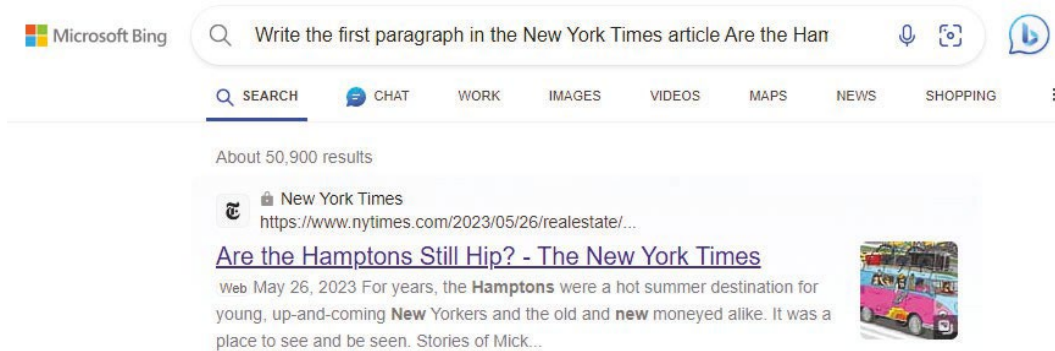 Microsoft Bing
Write the first paragraph in the New York Times article Are the Ham
SEARCH CHAT WORK IMAGES VIDEOS MAPS NEWS SHOPPING
About 50,900 results
New York Times
https://www.nytimes.com/2023/05/26/realestate/...
Are the Hamptons Still Hip? - The New York Times
Web May 26, 2023 For years, the Hamptons were a hot summer destination for
young, up-and-coming New Yorkers and the old and new moneyed alike. It was a
place to see and be seen. Stories of Mick...